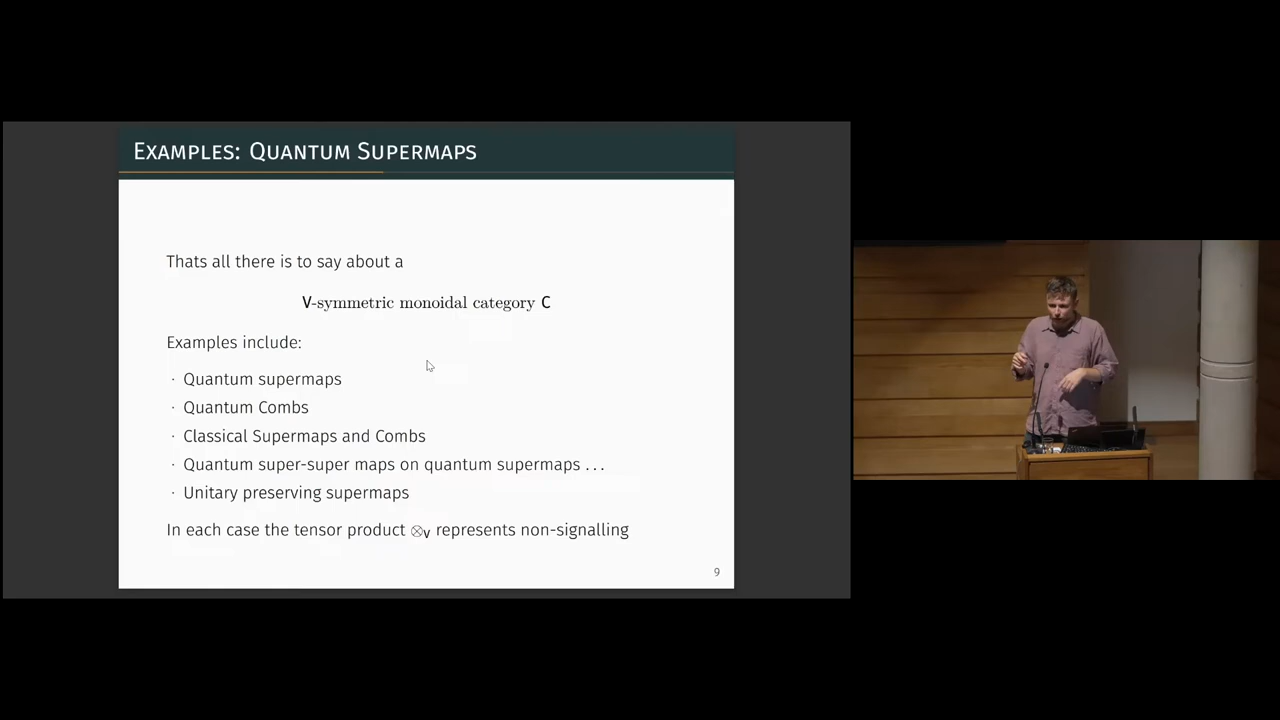 Examples: Quantum Supermaps
Thats all there is to say about a
V-symmetric monoidal category C
Examples include:
· Quantum supermaps
· Quantum Combs
· Classical Supermaps and Combs
· Quantum super-super maps on quantum supermaps ...
· Unitary preserving supermaps
In each case the tensor product ⊗V represents non-signalling
9